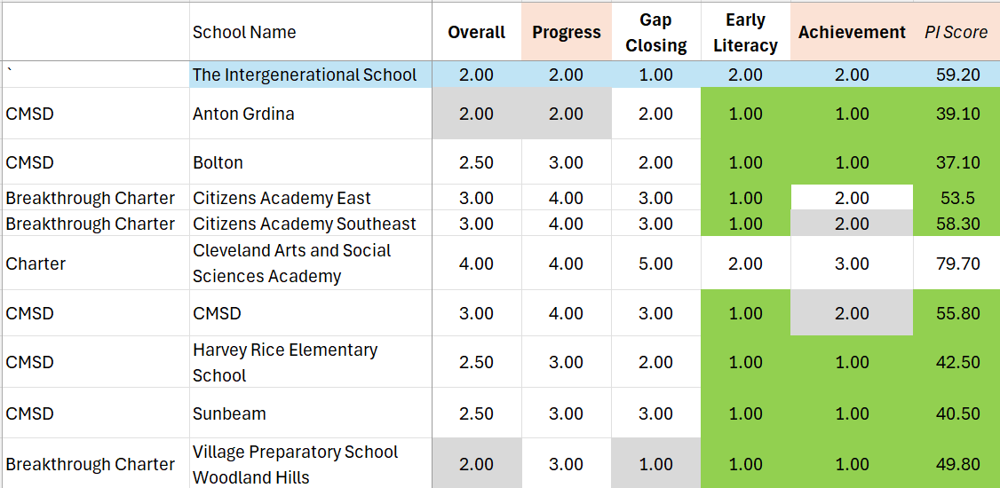 School Name Overall Progress Gap Closing Early Literacy Achievement PI Score
` The Intergenerational School 2.00 2.00 1.00 2.00 2.00 59.20
CMSD Anton Grdina 2.00 2.00 2.00 1.00 1.00 39.10
CMSD Bolton 2.50 3.00 2.00 1.00 1.00 37.10
Breakthrough Charter Citizens Academy East 3.00 4.00 3.00 1.00 2.00 53.5
Breakthrough Charter Citizens Academy Southeast 3.00 4.00 3.00 1.00 2.00 58.30
Charter Cleveland Arts and Social Sciences Academy 4.00 4.00 5.00 2.00 3.00 79.70
CMSD CMSD 3.00 4.00 3.00 1.00 2.00 55.80
CMSD Harvey Rice Elementary School 2.50 3.00 2.00 1.00 1.00 42.50
CMSD Sunbeam 2.50 3.00 3.00 1.00 1.00 40.50
Breakthrough Charter Village Preparatory School Woodland Hills 2.00 3.00 1.00 1.00 1.00 49.80